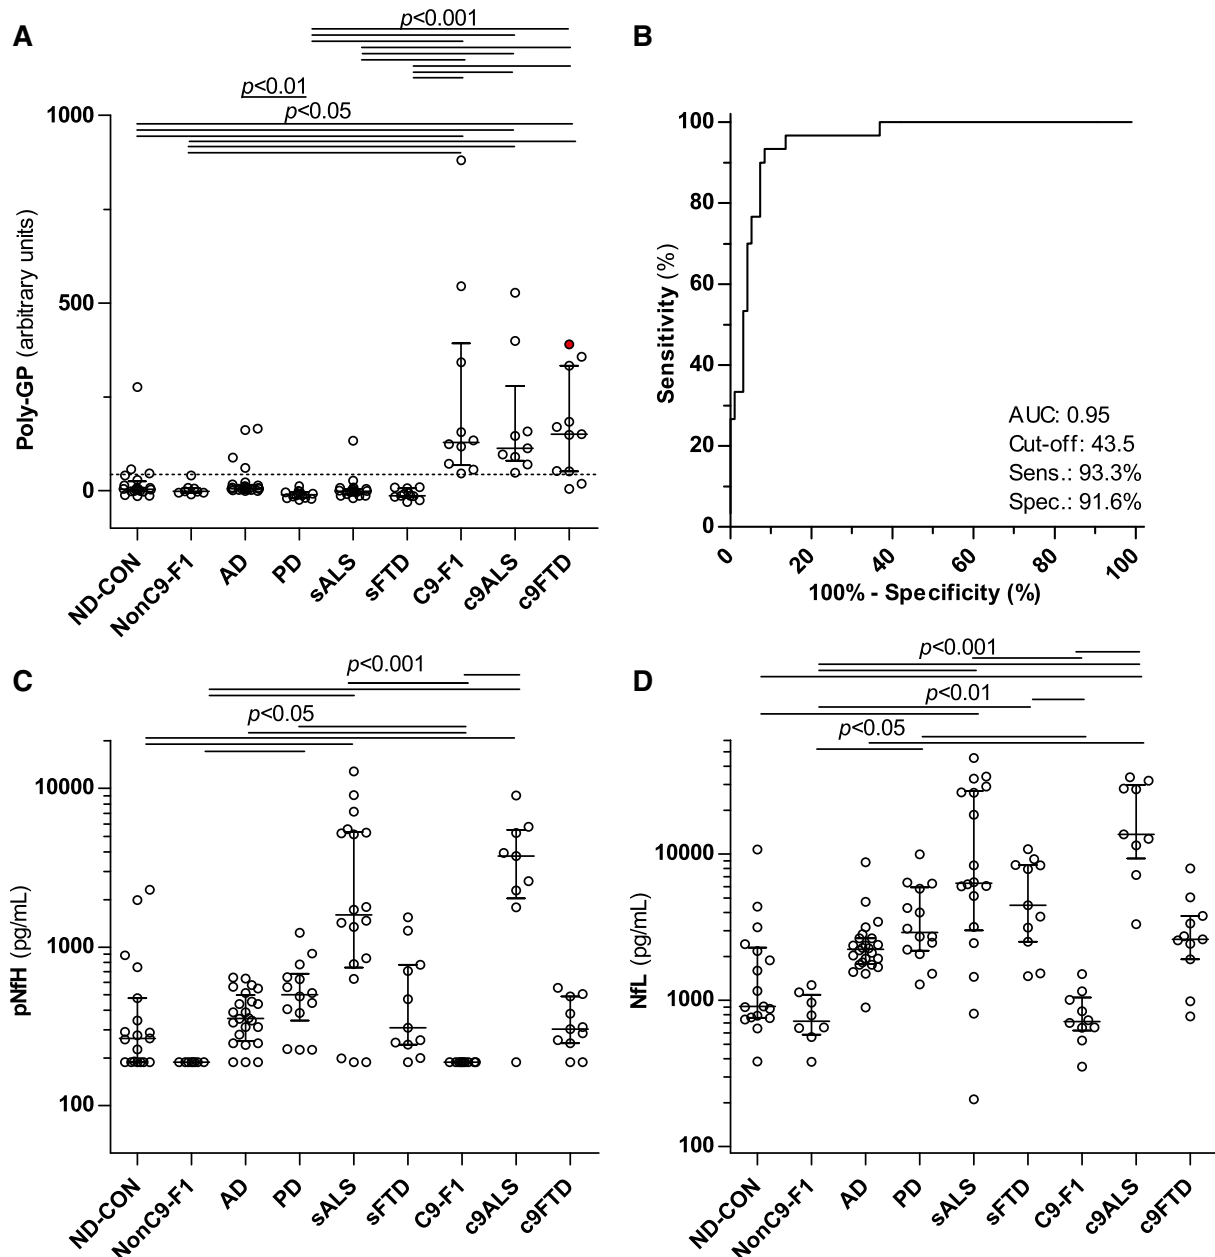 A
p<0.001
p<0.01
p<0.05
Poly-GP (arbitrary units)
1000
500
0
ND-CON
NonC9-F1
AD
PD
sALS
sFTD
C9-F1
c9ALS
c9FTD
B
Sensitivity (%)
100
80
60
40
20
0
AUC: 0.95
Cut-off: 43.5
Sens.: 93.3%
Spec.: 91.6%
0
20
40
60
80
100
100% - Specificity (%)
C
p<0.001
p<0.05
pNfH (pg/mL)
10000
1000
100
ND-CON
NonC9-F1
AD
PD
sALS
sFTD
C9-F1
c9ALS
c9FTD
D
p<0.001
p<0.01
p<0.05
NfL (pg/mL)
10000
1000
100
ND-CON
NonC9-F1
AD
PD
sALS
sFTD
C9-F1
c9ALS
c9FTD